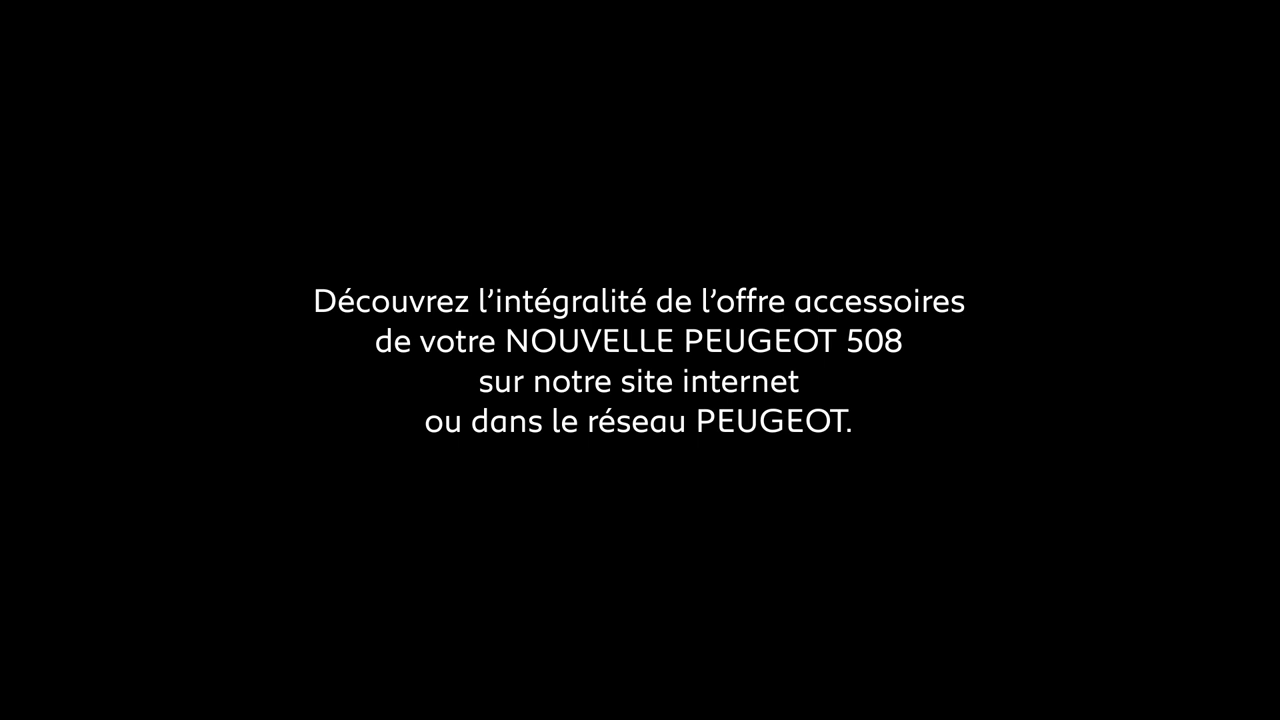 Découvrez l’intégralité de l’offre accessoires
de votre NOUVELLE PEUGEOT 508
sur notre site internet
ou dans le réseau PEUGEOT.